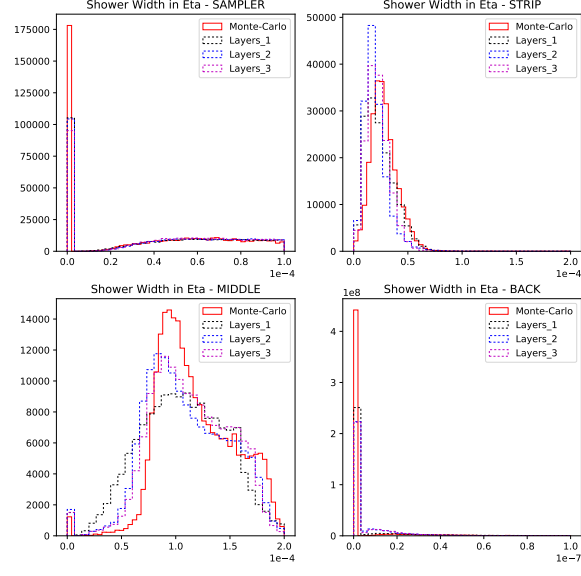 Shower Width in Eta - SAMPLER
175000
150000
125000
100000
75000
50000
25000
0
0.0 0.2 0.4 0.6 0.8 1.0
1e−4
Monte-Carlo
Layers_1
Layers_2
Layers_3
Shower Width in Eta - STRIP
50000
40000
30000
20000
10000
0
0.0 0.5 1.0 1.5 2.0
1e−4
Monte-Carlo
Layers_1
Layers_2
Layers_3
Shower Width in Eta - MIDDLE
14000
12000
10000
8000
6000
4000
2000
0
0.0 0.5 1.0 1.5 2.0
1e−4
Monte-Carlo
Layers_1
Layers_2
Layers_3
Shower Width in Eta - BACK
1e8
4
3
2
1
0
0.0 0.2 0.4 0.6 0.8 1.0
1e−7
Monte-Carlo
Layers_1
Layers_2
Layers_3